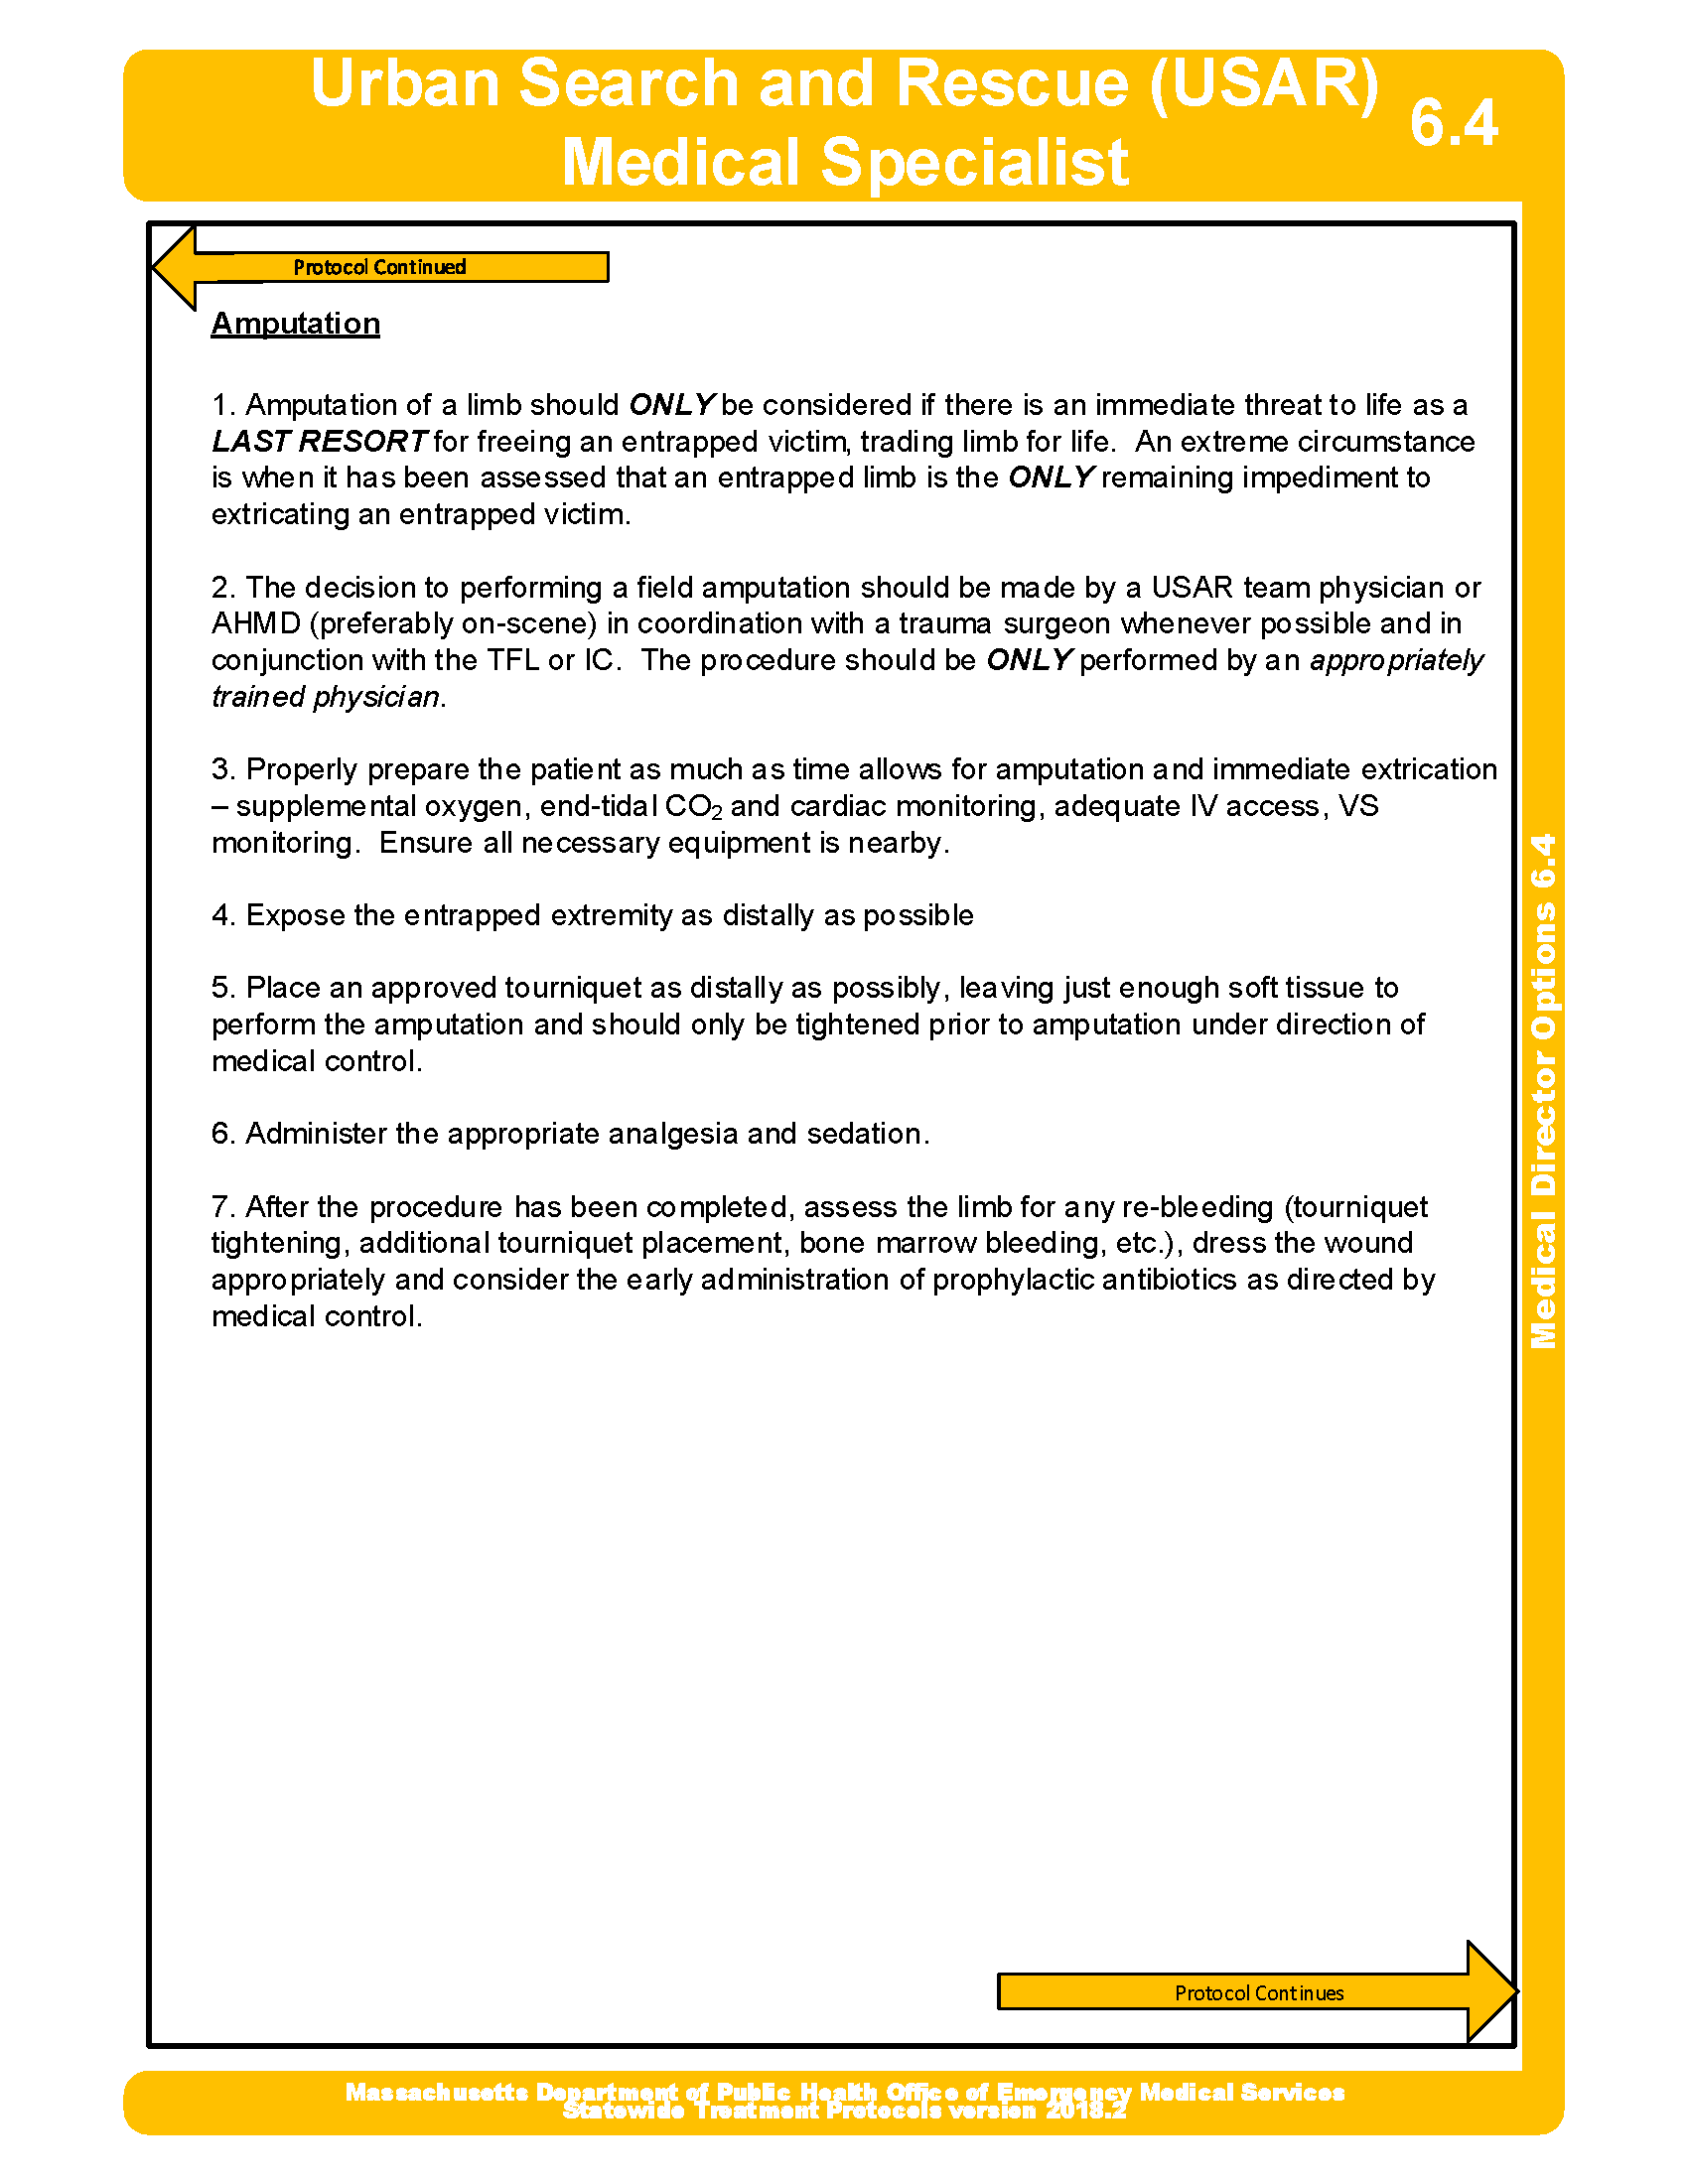 Urban Search and Rescue (USAR)
Medical Specialist
6.4
Protocol Continued
Amputation
1. Amputation of a limb should ONLY be considered if there is an immediate threat to life as a
LAST RESORT for freeing an entrapped victim, trading limb for life.  An extreme circumstance
is when it has been assessed that an entrapped limb is the ONLY remaining impediment to
extricating an entrapped victim.
2. The decision to performing a field amputation should be made by a USAR team physician or
AHMD (preferably on-scene) in coordination with a trauma surgeon whenever possible and in
conjunction with the TFL or IC.  The procedure should be ONLY performed by an appropriately
trained physician.
3. Properly prepare the patient as much as time allows for amputation and immediate extrication
– supplemental oxygen, end-tidal CO₂ and cardiac monitoring, adequate IV access, VS
monitoring.  Ensure all necessary equipment is nearby.
4. Expose the entrapped extremity as distally as possible
5. Place an approved tourniquet as distally as possibly, leaving just enough soft tissue to
perform the amputation and should only be tightened prior to amputation under direction of
medical control.
6. Administer the appropriate analgesia and sedation.
7. After the procedure has been completed, assess the limb for any re-bleeding (tourniquet
tightening, additional tourniquet placement, bone marrow bleeding, etc.), dress the wound
appropriately and consider the early administration of prophylactic antibiotics as directed by
medical control.
Protocol Continues
Medical Director Options 6.4
Massachusetts Department of Public Health Office of Emergency Medical Services
Statewide Treatment Protocols version 2018.2